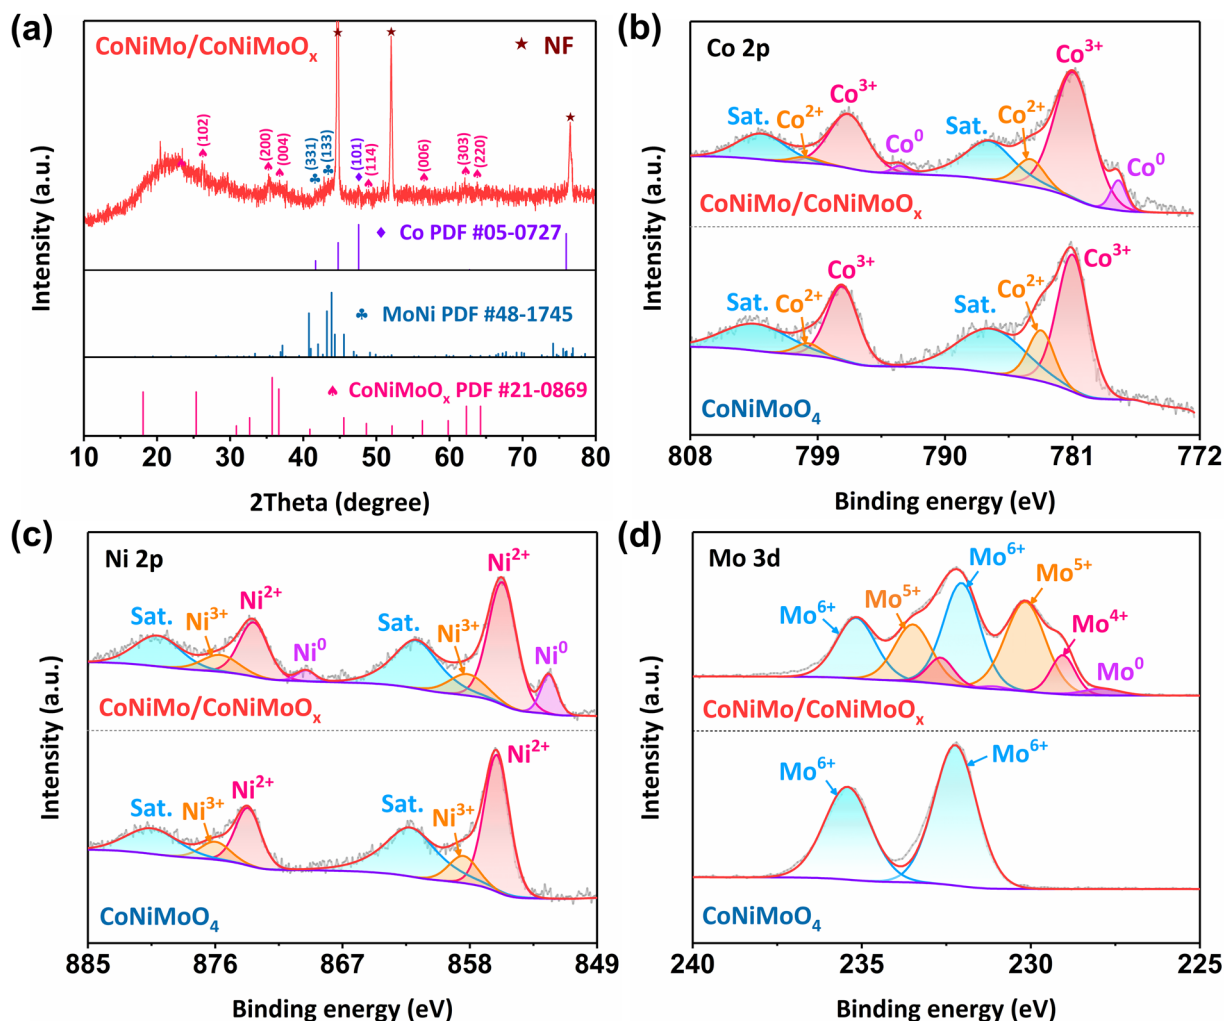 (a)
CoNiMo/CoNiMoOx
★ NF
(102)
(200)
(004)
(331)
(133)
(101)
(114)
(006)
(303)
(220)
♦ Co PDF #05-0727
♣ MoNi PDF #48-1745
♠ CoNiMoOx PDF #21-0869
Intensity (a.u.)
10 20 30 40 50 60 70 80
2Theta (degree)
(b)
Co 2p
Sat.
Co2+
Co3+
Co0
Sat.
Co2+
Co3+
Co0
CoNiMo/CoNiMoOx
Sat.
Co2+
Co3+
Sat.
Co2+
Co3+
CoNiMoO4
Intensity (a.u.)
808 799 790 781 772
Binding energy (eV)
(c)
Ni 2p
Sat.
Ni3+
Ni2+
Ni0
Sat.
Ni3+
Ni2+
Ni0
CoNiMo/CoNiMoOx
Sat.
Ni3+
Ni2+
Sat.
Ni3+
Ni2+
CoNiMoO4
Intensity (a.u.)
885 876 867 858 849
Binding energy (eV)
(d)
Mo 3d
Mo6+
Mo5+
Mo6+
Mo5+
Mo4+
Mo0
CoNiMo/CoNiMoOx
Mo6+
Mo6+
CoNiMoO4
Intensity (a.u.)
240 235 230 225
Binding energy (eV)